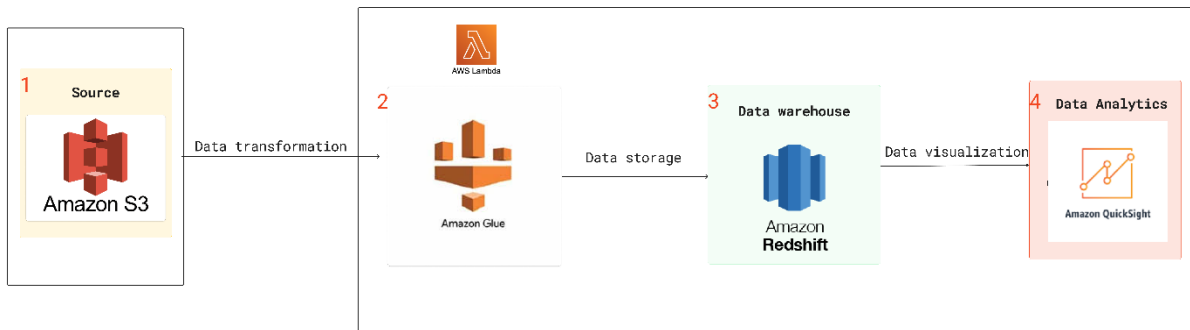 AWS Lambda
1
Source
Amazon S3
Data transformation
2
Amazon Glue
Data storage
3
Data warehouse
Amazon
Redshift
Data visualization
4
Data Analytics
Amazon QuickSight